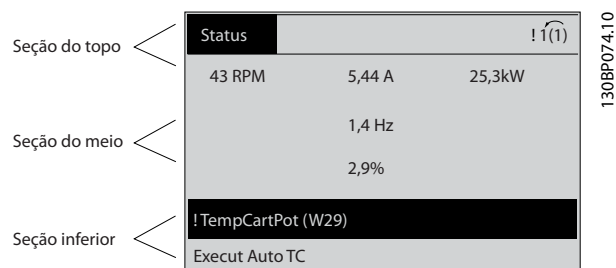 Seção do topo
Status
! 1(1)
43 RPM 5,44 A 25,3kW
Seção do meio
1,4 Hz
2,9%
Seção inferior
! TempCartPot (W29)
Execut Auto TC
130BP074.10